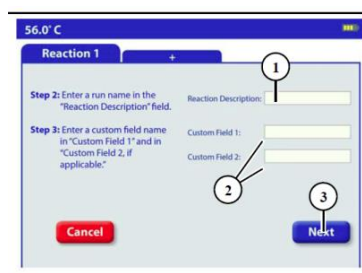 56.0° C
Reaction 1
+
1
Step 2: Enter a run name in the
"Reaction Description" field.
Reaction Description:
Step 3: Enter a custom field name
in "Custom Field 1" and in
"Custom Field 2, if
applicable."
Custom Field 1:
Custom Field 2:
2
3
Cancel
Next